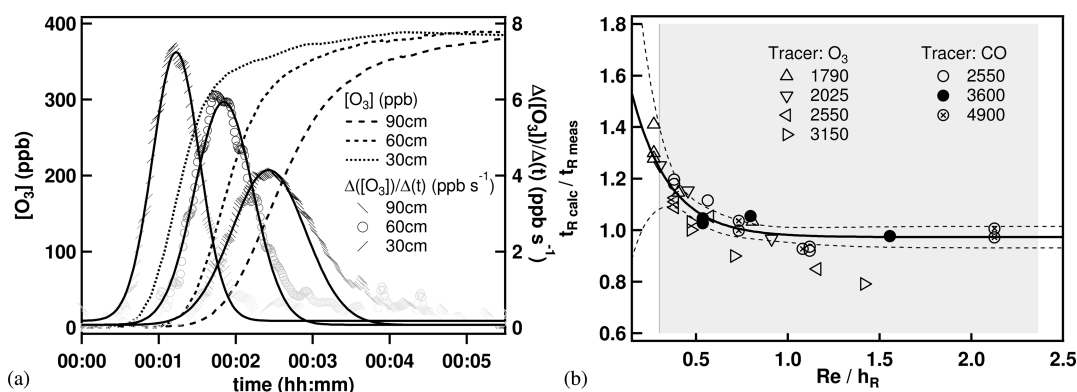 400
300
200
100
0
[O3] (ppb)
8
6
4
2
0
Δ([O3])/Δ(t) (ppb s-1)
[O3] (ppb)
90cm
60cm
30cm
Δ([O3])/Δ(t) (ppb s-1)
90cm
60cm
30cm
00:00 00:01 00:02 00:03 00:04 00:05
time (hh:mm)
(a)
1.8
1.6
1.4
1.2
1.0
0.8
0.6
tR calc / tR meas
Tracer: O3
1790
2025
2550
3150
Tracer: CO
2550
3600
4900
0.5 1.0 1.5 2.0 2.5
Re / hR
(b)